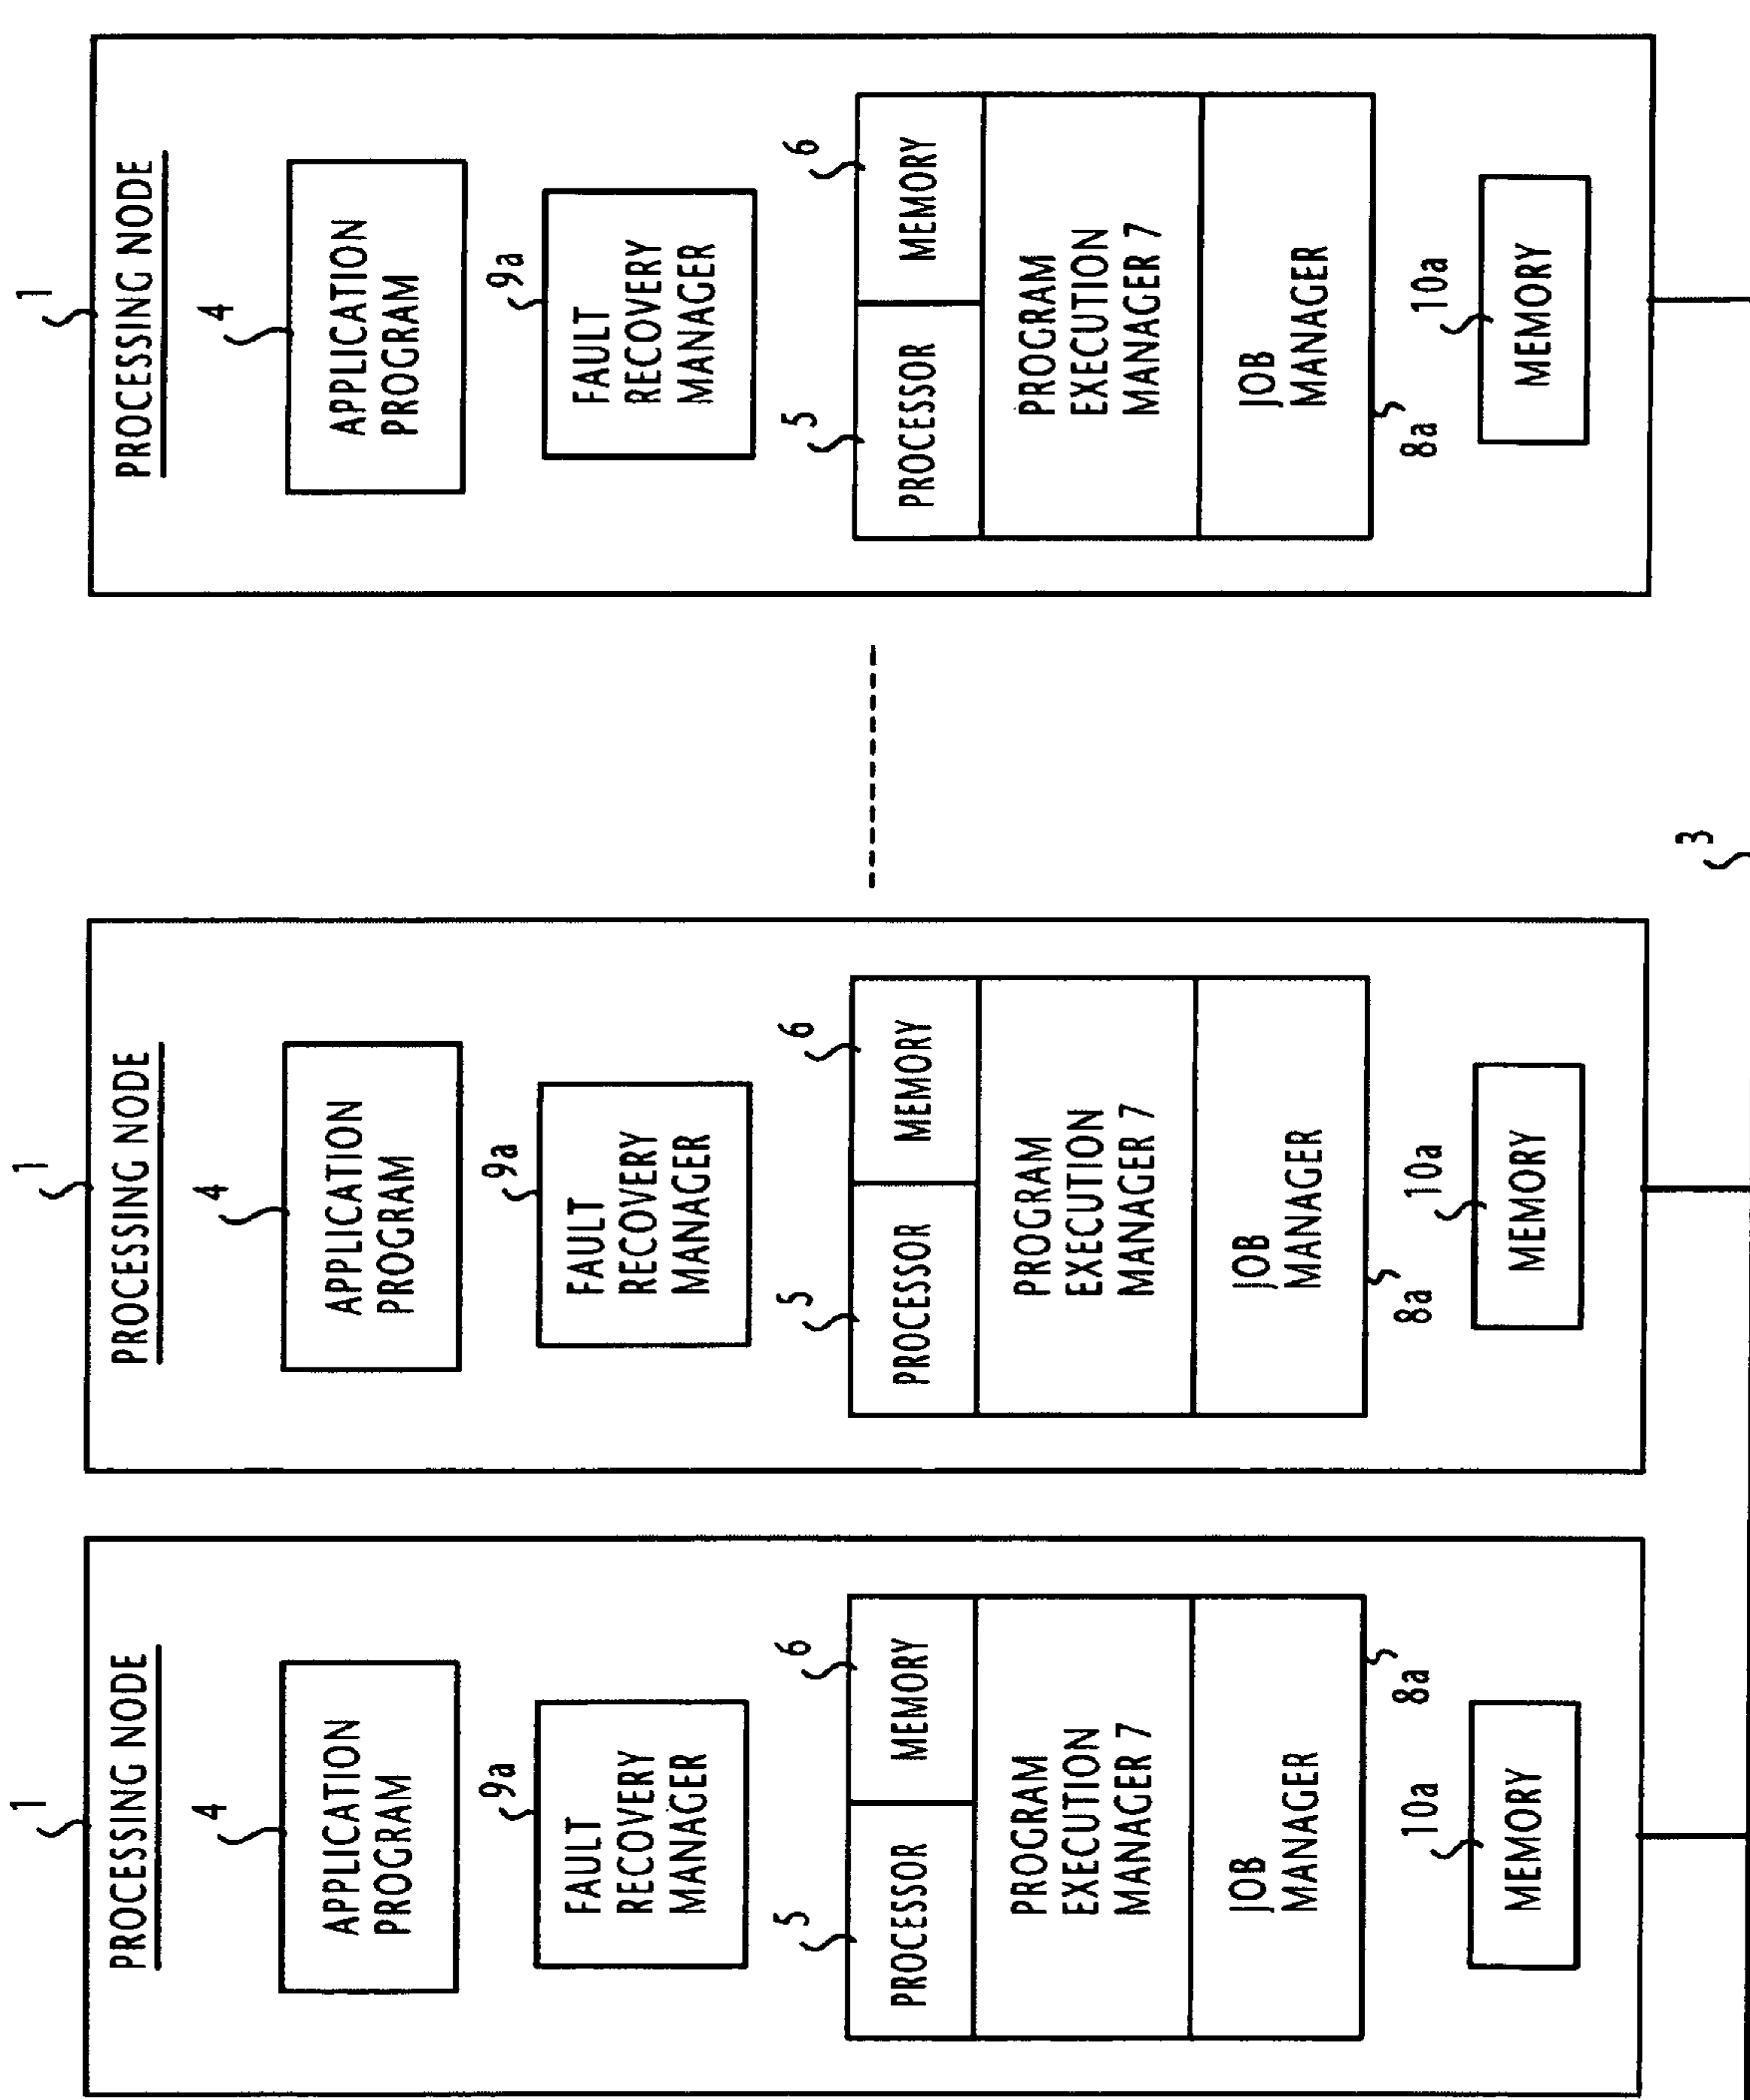 1
PROCESSING NODE
4
APPLICATION
PROGRAM
9a
FAULT
RECOVERY
MANAGER
5
6
PROCESSOR
MEMORY
PROGRAM
EXECUTION
MANAGER 7
JOB
MANAGER
8a
10a
MEMORY
1
PROCESSING NODE
4
APPLICATION
PROGRAM
9a
FAULT
RECOVERY
MANAGER
5
6
PROCESSOR
MEMORY
PROGRAM
EXECUTION
MANAGER 7
JOB
MANAGER
8a
10a
MEMORY
3
1
PROCESSING NODE
4
APPLICATION
PROGRAM
9a
FAULT
RECOVERY
MANAGER
5
6
PROCESSOR
MEMORY
PROGRAM
EXECUTION
MANAGER 7
JOB
MANAGER
8a
10a
MEMORY